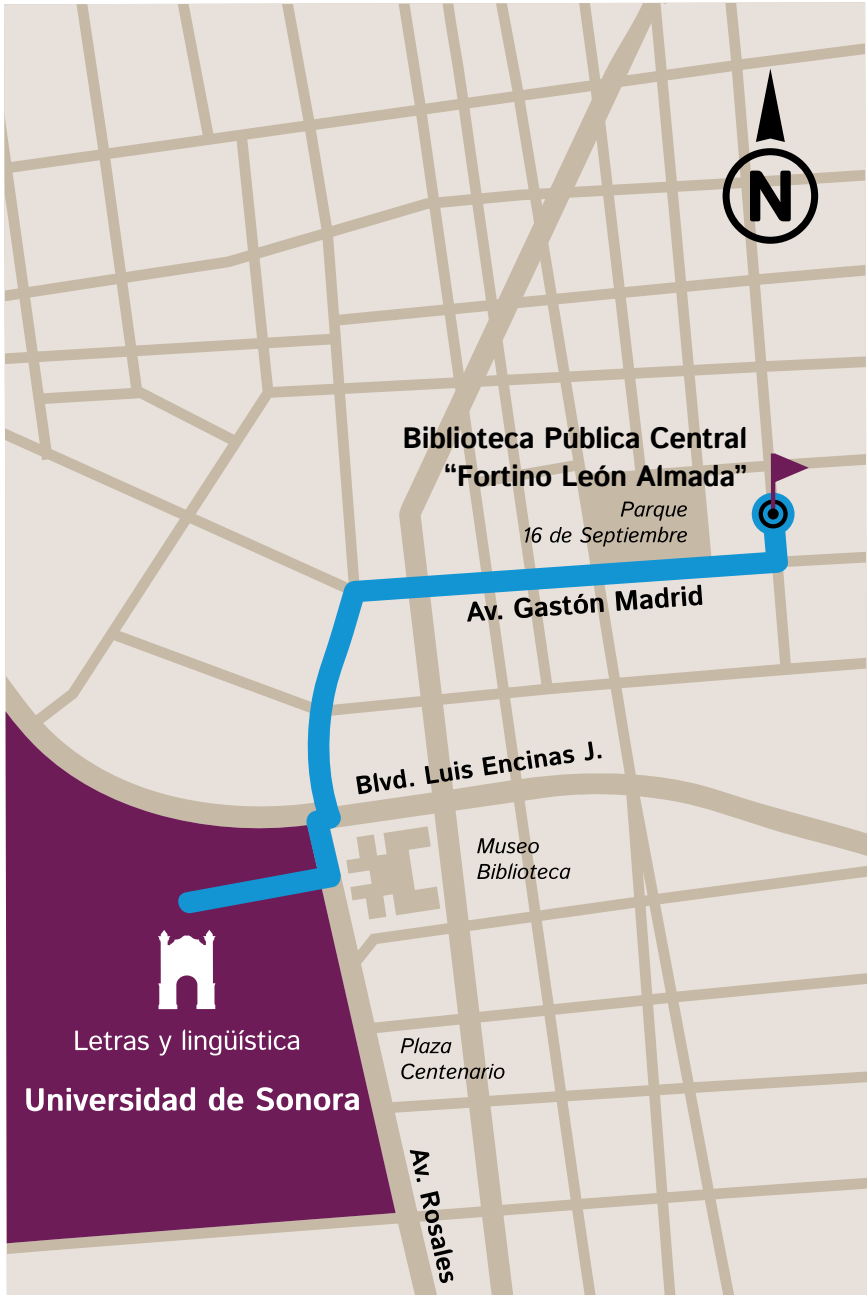 N
Biblioteca Pública Central
“Fortino León Almada”
Parque
16 de Septiembre
Av. Gastón Madrid
Blvd. Luis Encinas J.
Museo
Biblioteca
Letras y lingüística
Universidad de Sonora
Plaza
Centenario
Av. Rosales